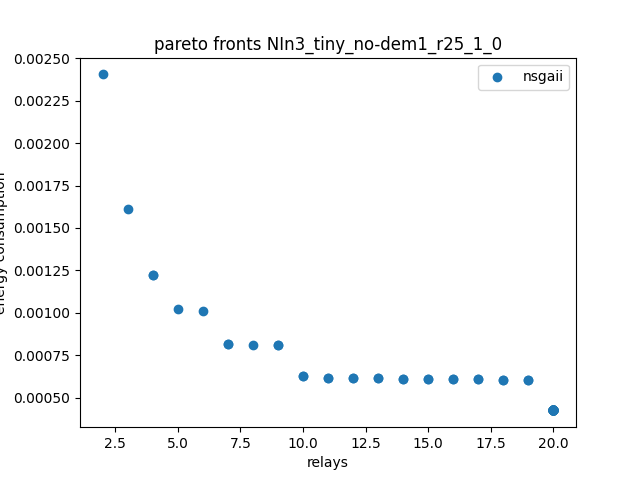 pareto fronts NIn3_tiny_no-dem1_r25_1_0
nsgaii
0.00250
0.00225
0.00200
0.00175
0.00150
0.00125
0.00100
0.00075
0.00050
energy consumption
2.5 5.0 7.5 10.0 12.5 15.0 17.5 20.0
relays